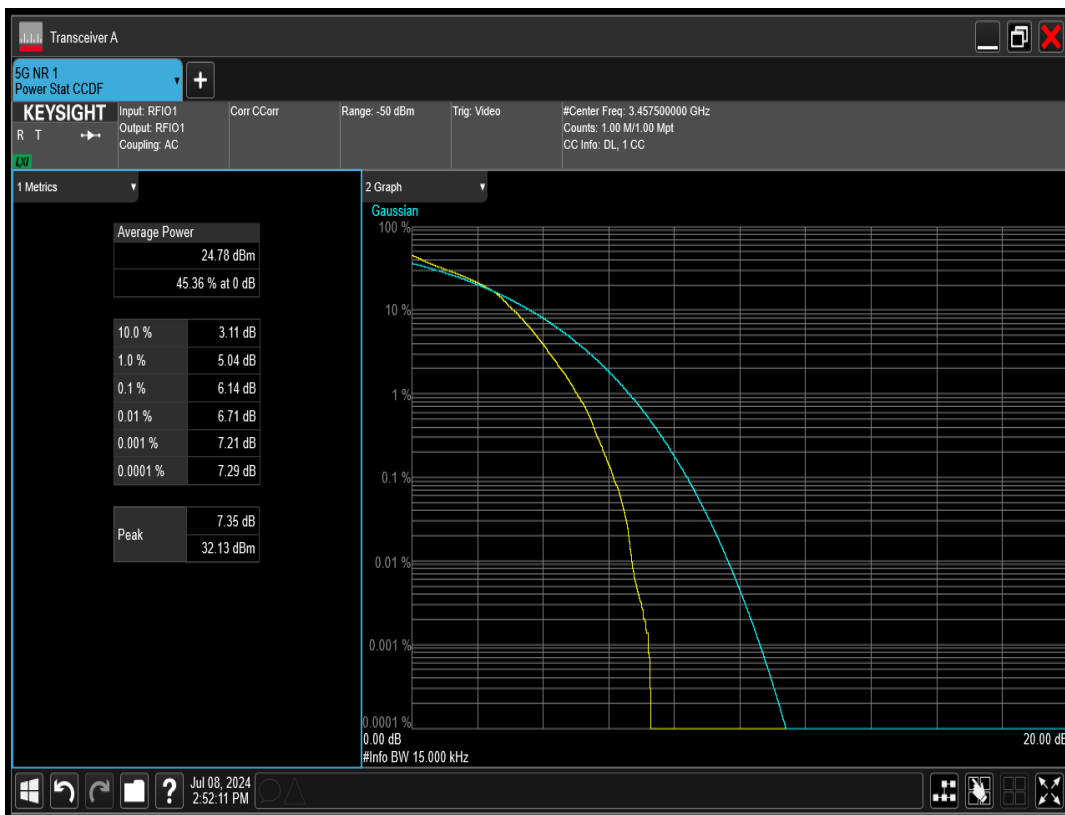 Transceiver A
5G NR 1
Power Stat CCDF
+
KEYSIGHT
R T
LXI
Input: RFIO1
Output: RFIO1
Coupling: AC
Corr CCorr
Range: -50 dBm
Trig: Video
#Center Freq: 3.457500000 GHz
Counts: 1.00 M/1.00 Mpt
CC Info: DL, 1 CC
1 Metrics
Average Power
24.78 dBm
45.36 % at 0 dB
10.0 % 3.11 dB
1.0 % 5.04 dB
0.1 % 6.14 dB
0.01 % 6.71 dB
0.001 % 7.21 dB
0.0001 % 7.29 dB
Peak
7.35 dB
32.13 dBm
2 Graph
Gaussian
100 %
10 %
1 %
0.1 %
0.01 %
0.001 %
0.0001 %
0.00 dB 20.00 dB
#Info BW 15.000 kHz
?
Jul 08, 2024
2:52:11 PM